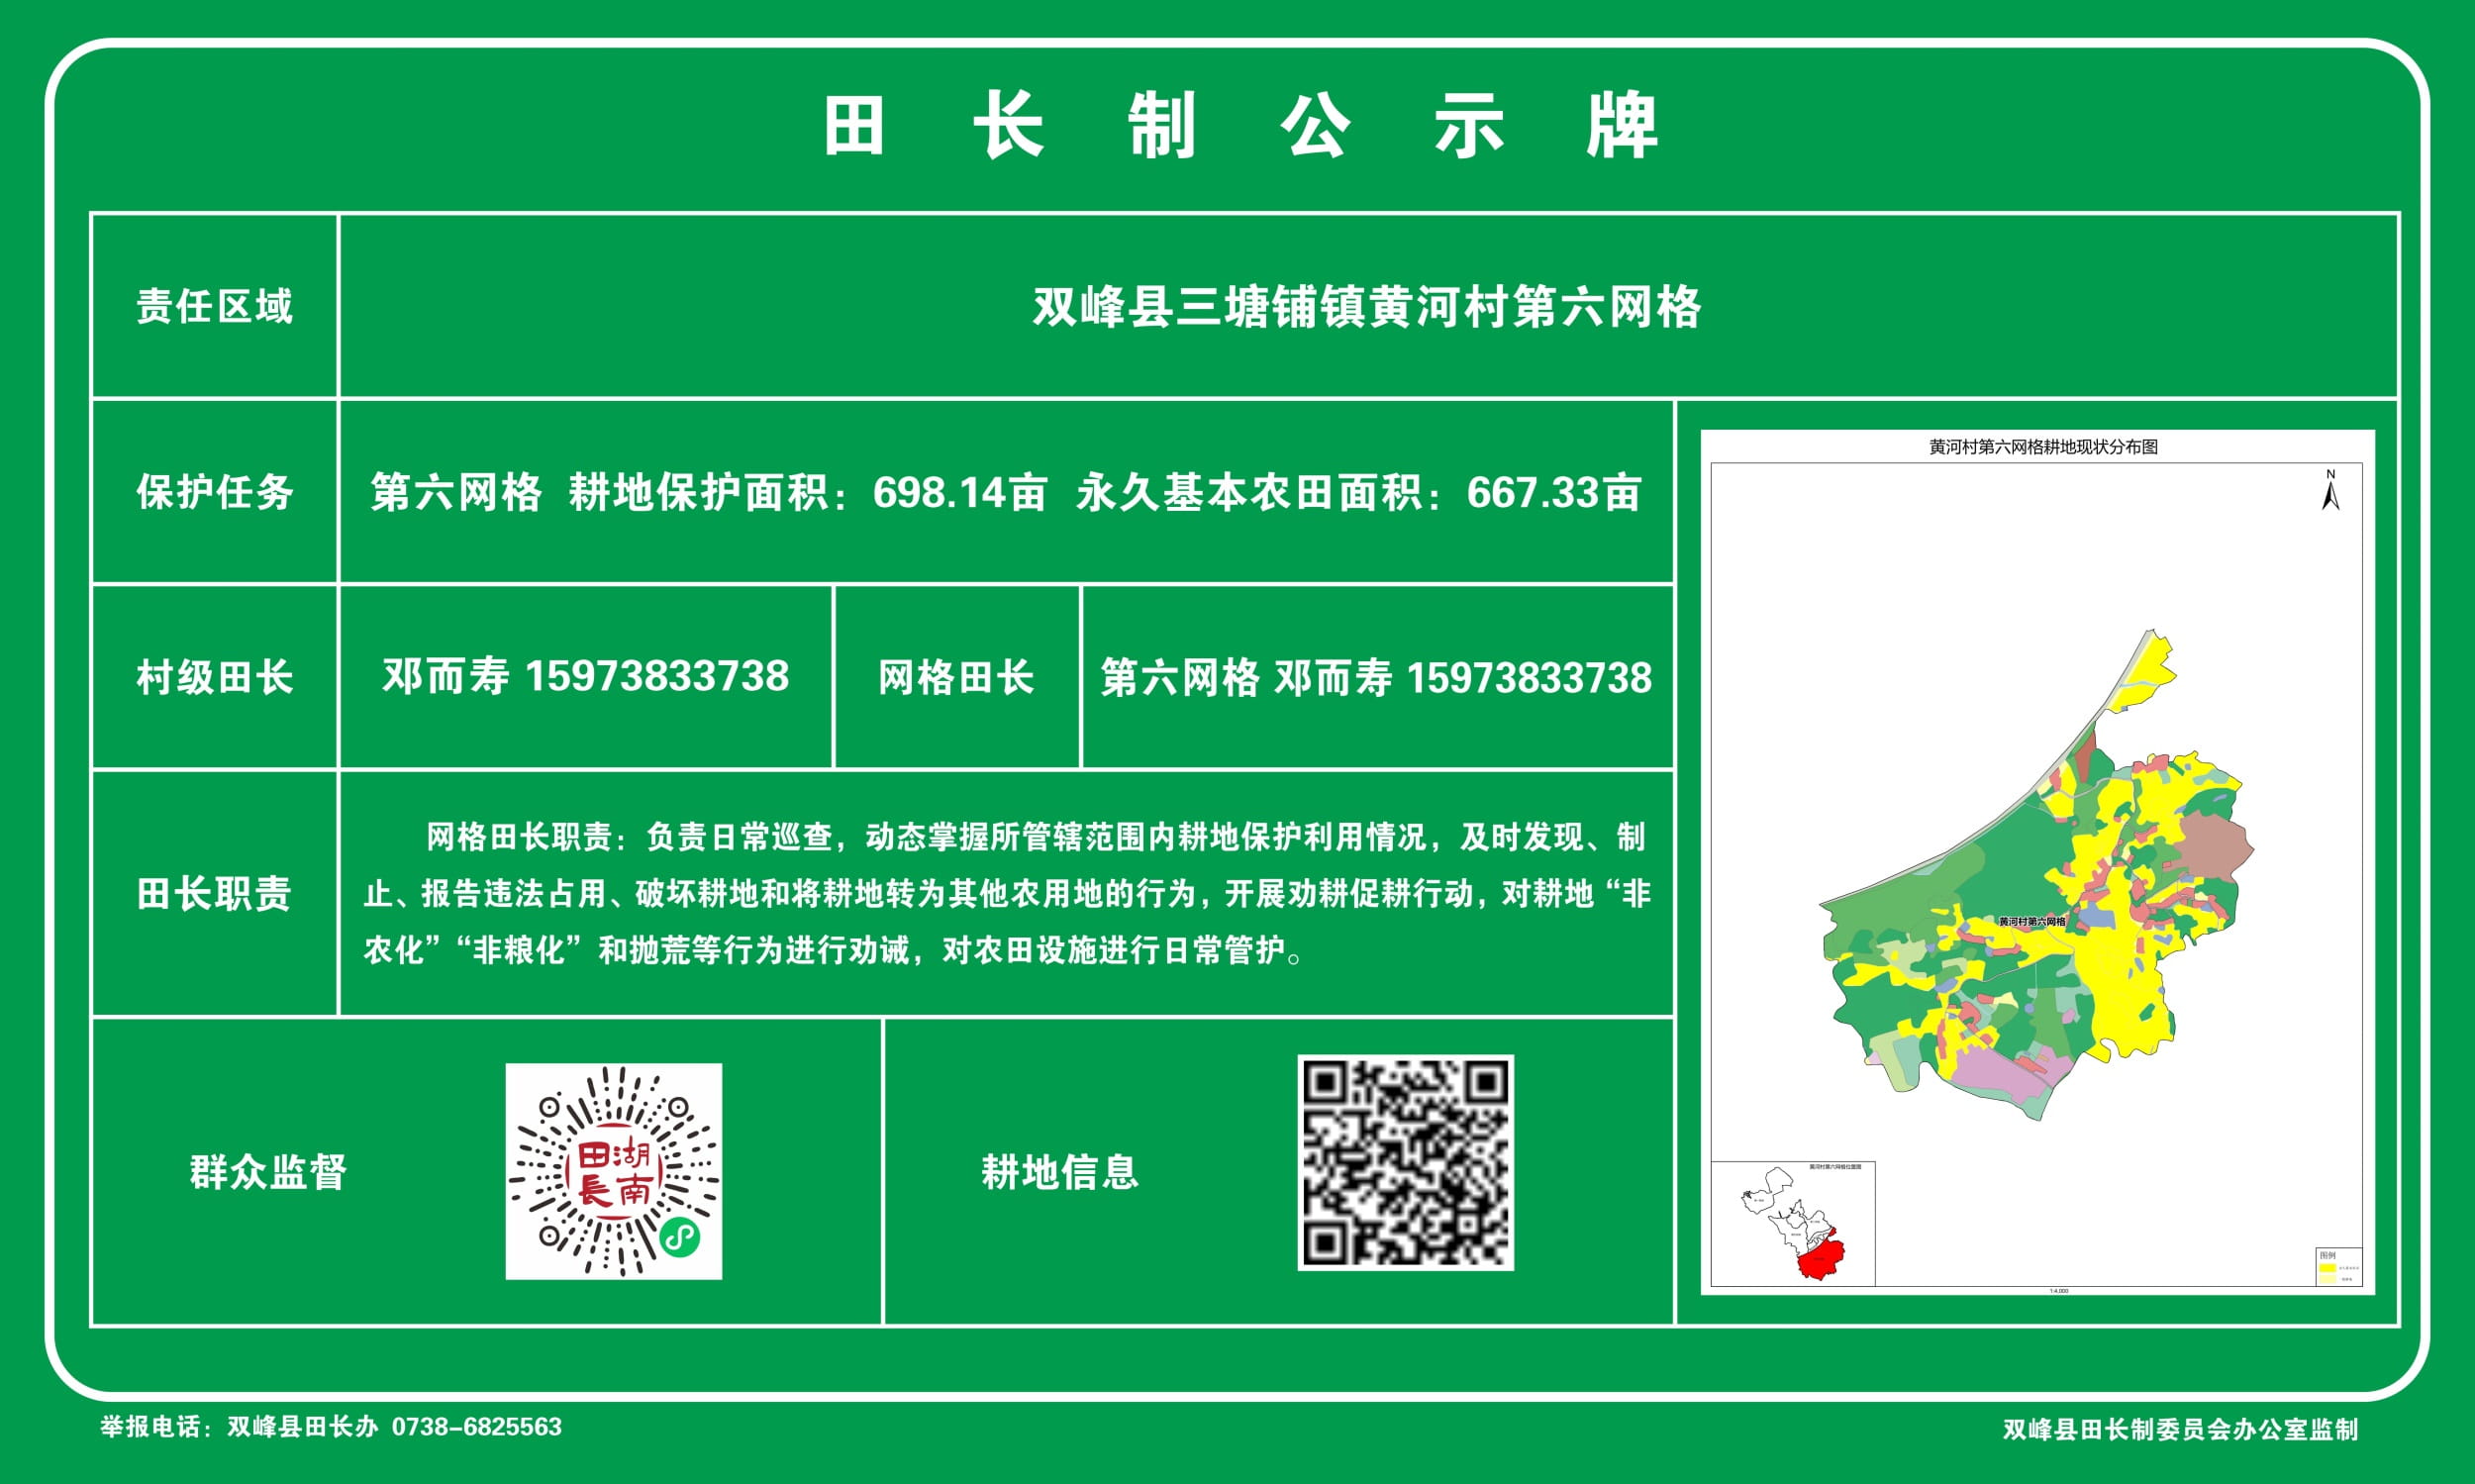 田长制公示牌
责任区域
双峰县三塘铺镇黄河村第六网格
保护任务
第六网格 耕地保护面积：698.14亩 永久基本农田面积：667.33亩
村级田长
邓而寿 15973833738
网格田长
第六网格 邓而寿 15973833738
田长职责
网格田长职责：负责日常巡查，动态掌握所管辖范围内耕地保护利用情况，及时发现、制
止、报告违法占用、破坏耕地和将耕地转为其他农用地的行为，开展劝耕促耕行动，对耕地“非
农化”“非粮化”和抛荒等行为进行劝诫，对农田设施进行日常管护。
群众监督
湖南
田長
耕地信息
黄河村第六网格耕地现状分布图
N
黄河村第六网格
黄河村第六网格位置图
图例
1:4,000
举报电话：双峰县田长办 0738-6825563
双峰县田长制委员会办公室监制